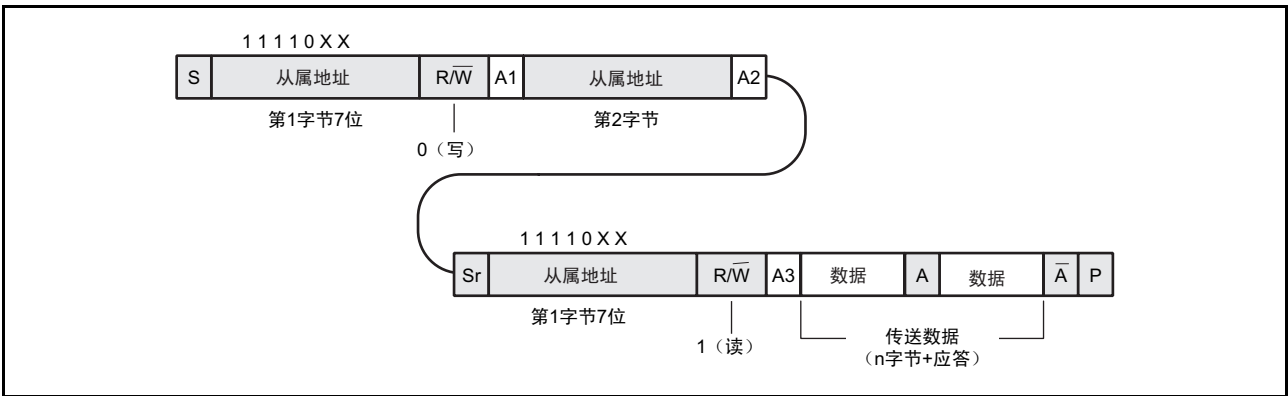 1 1 1 1 0 X X
S 从属地址 R/W̅ A1 从属地址 A2
第1字节7位 第2字节
0（写）
1 1 1 1 0 X X
Sr 从属地址 R/W̅ A3 数据 A 数据 A̅ P
第1字节7位
1（读）
传送数据
（n字节+应答）